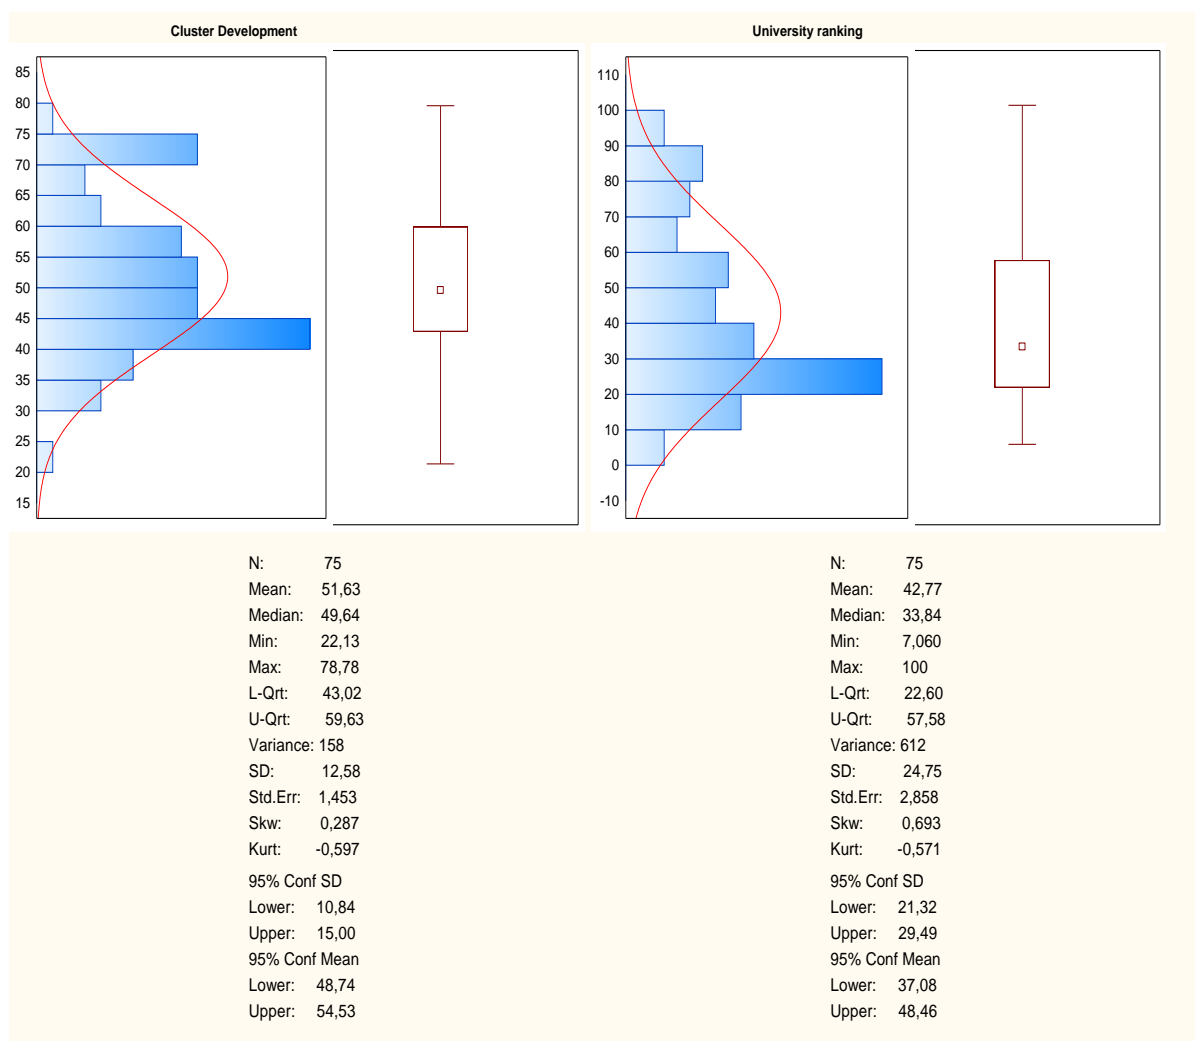 Cluster Development
85
80
75
70
65
60
55
50
45
40
35
30
25
20
15
N: 75
Mean: 51,63
Median: 49,64
Min: 22,13
Max: 78,78
L-Qrt: 43,02
U-Qrt: 59,63
Variance: 158
SD: 12,58
Std.Err: 1,453
Skw: 0,287
Kurt: -0,597
95% Conf SD
Lower: 10,84
Upper: 15,00
95% Conf Mean
Lower: 48,74
Upper: 54,53
University ranking
110
100
90
80
70
60
50
40
30
20
10
0
-10
N: 75
Mean: 42,77
Median: 33,84
Min: 7,060
Max: 100
L-Qrt: 22,60
U-Qrt: 57,58
Variance: 612
SD: 24,75
Std.Err: 2,858
Skw: 0,693
Kurt: -0,571
95% Conf SD
Lower: 21,32
Upper: 29,49
95% Conf Mean
Lower: 37,08
Upper: 48,46